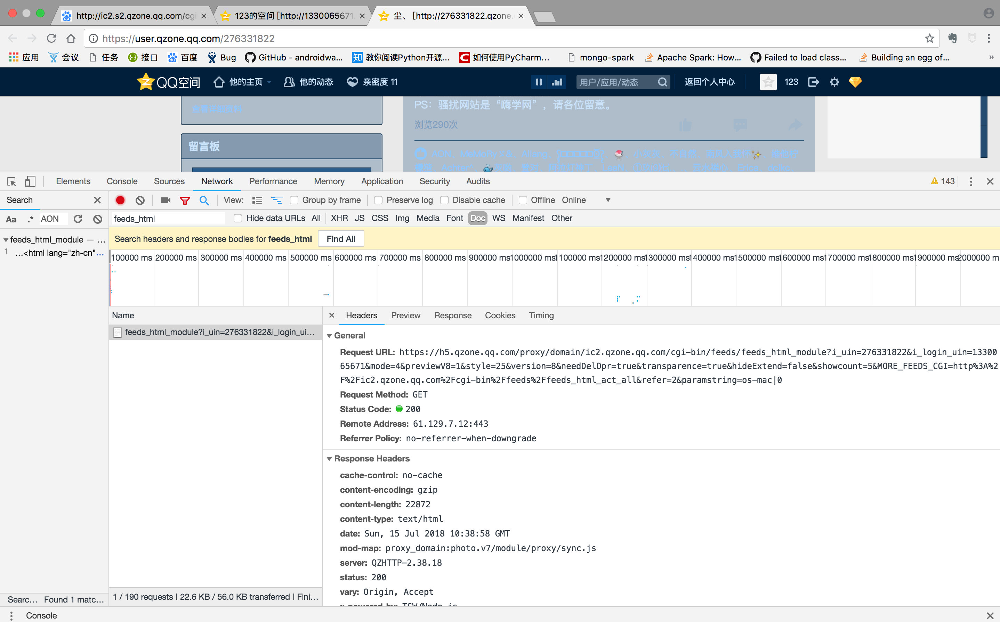 http://ic2.s2.qzone.qq.com/cgi
123的空间 [http://1330065671.
尘、 [http://276331822.qzone.
https://user.qzone.qq.com/276331822
应用
会议
任务
接口
百度
Bug
GitHub - androidwa...
知 教你阅读Python开源...
C 如何使用PyCharm...
mongo-spark
Apache Spark: How...
Failed to load class...
Building an egg of...
»
QQ空间
他的主页
他的动态
亲密度 11
用户/应用/动态
返回个人中心
123
查看详细资料
PS：骚扰网站是“嗨学网”，请各位留意。
浏览290次
留言板
Elements Console Sources Network Performance Memory Application Security Audits
143
Search
View:
Group by frame
Preserve log
Disable cache
Offline
Online
Aa .* AON
feeds_html
Hide data URLs All XHR JS CSS Img Media Font Doc WS Manifest Other
feeds_html_module — …
1 …<html lang="zh-cn"…
Search headers and response bodies for feeds_html Find All
100000 ms 200000 ms 300000 ms 400000 ms 500000 ms 600000 ms 700000 ms 800000 ms 900000 ms 1000000 ms 1100000 ms 1200000 ms 1300000 ms 1400000 ms 1500000 ms 1600000 ms 1700000 ms 1800000 ms 1900000 ms 2000000 m
Name
Headers Preview Response Cookies Timing
feeds_html_module?i_uin=276331822&i_login_ui…
General
Request URL: https://h5.qzone.qq.com/proxy/domain/ic2.qzone.qq.com/cgi-bin/feeds/feeds_html_module?i_uin=276331822&i_login_uin=13300
65671&mode=4&previewV8=1&style=25&version=8&needDelOpr=true&transparence=true&hideExtend=false&showcount=5&MORE_FEEDS_CGI=http%3A%2
F%2Fic2.qzone.qq.com%2Fcgi-bin%2Ffeeds%2Ffeeds_html_act_all&refer=2&paramstring=os-mac|0
Request Method: GET
Status Code: 200
Remote Address: 61.129.7.12:443
Referrer Policy: no-referrer-when-downgrade
Response Headers
cache-control: no-cache
content-encoding: gzip
content-length: 22872
content-type: text/html
date: Sun, 15 Jul 2018 10:38:58 GMT
mod-map: proxy_domain:photo.v7/module/proxy/sync.js
server: QZHTTP-2.38.18
status: 200
vary: Origin, Accept
x-powered-by: TSW/Node.js
Searc… Found 1 matc…
1 / 190 requests | 22.6 KB / 56.0 KB transferred | Fini…
Console